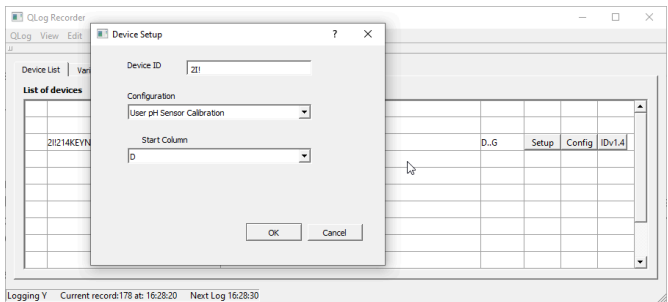 QLog Recorder
QLog View Edit
Device Setup ? ×
Device List Vari
List of devices
Device ID 2I!
Configuration
User pH Sensor Calibration
Start Column
D
2I!214KEYN D..G Setup Config IDv1.4
OK Cancel
Logging Y Current record:178 at: 16:28:20 Next Log 16:28:30